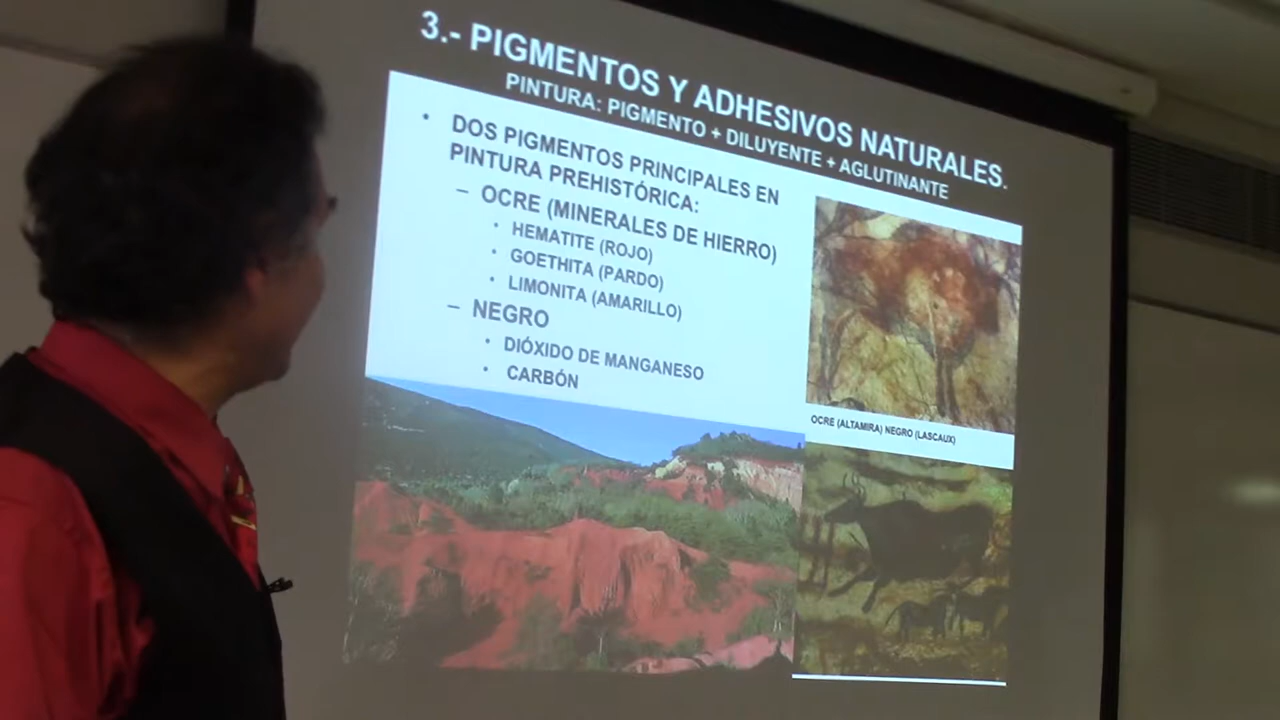 3.- PIGMENTOS Y ADHESIVOS NATURALES.
PINTURA: PIGMENTO + DILUYENTE + AGLUTINANTE
• DOS PIGMENTOS PRINCIPALES EN
PINTURA PREHISTÓRICA:
– OCRE (MINERALES DE HIERRO)
• HEMATITE (ROJO)
• GOETHITA (PARDO)
• LIMONITA (AMARILLO)
– NEGRO
• DIÓXIDO DE MANGANESO
• CARBÓN
OCRE (ALTAMIRA) NEGRO (LASCAUX)